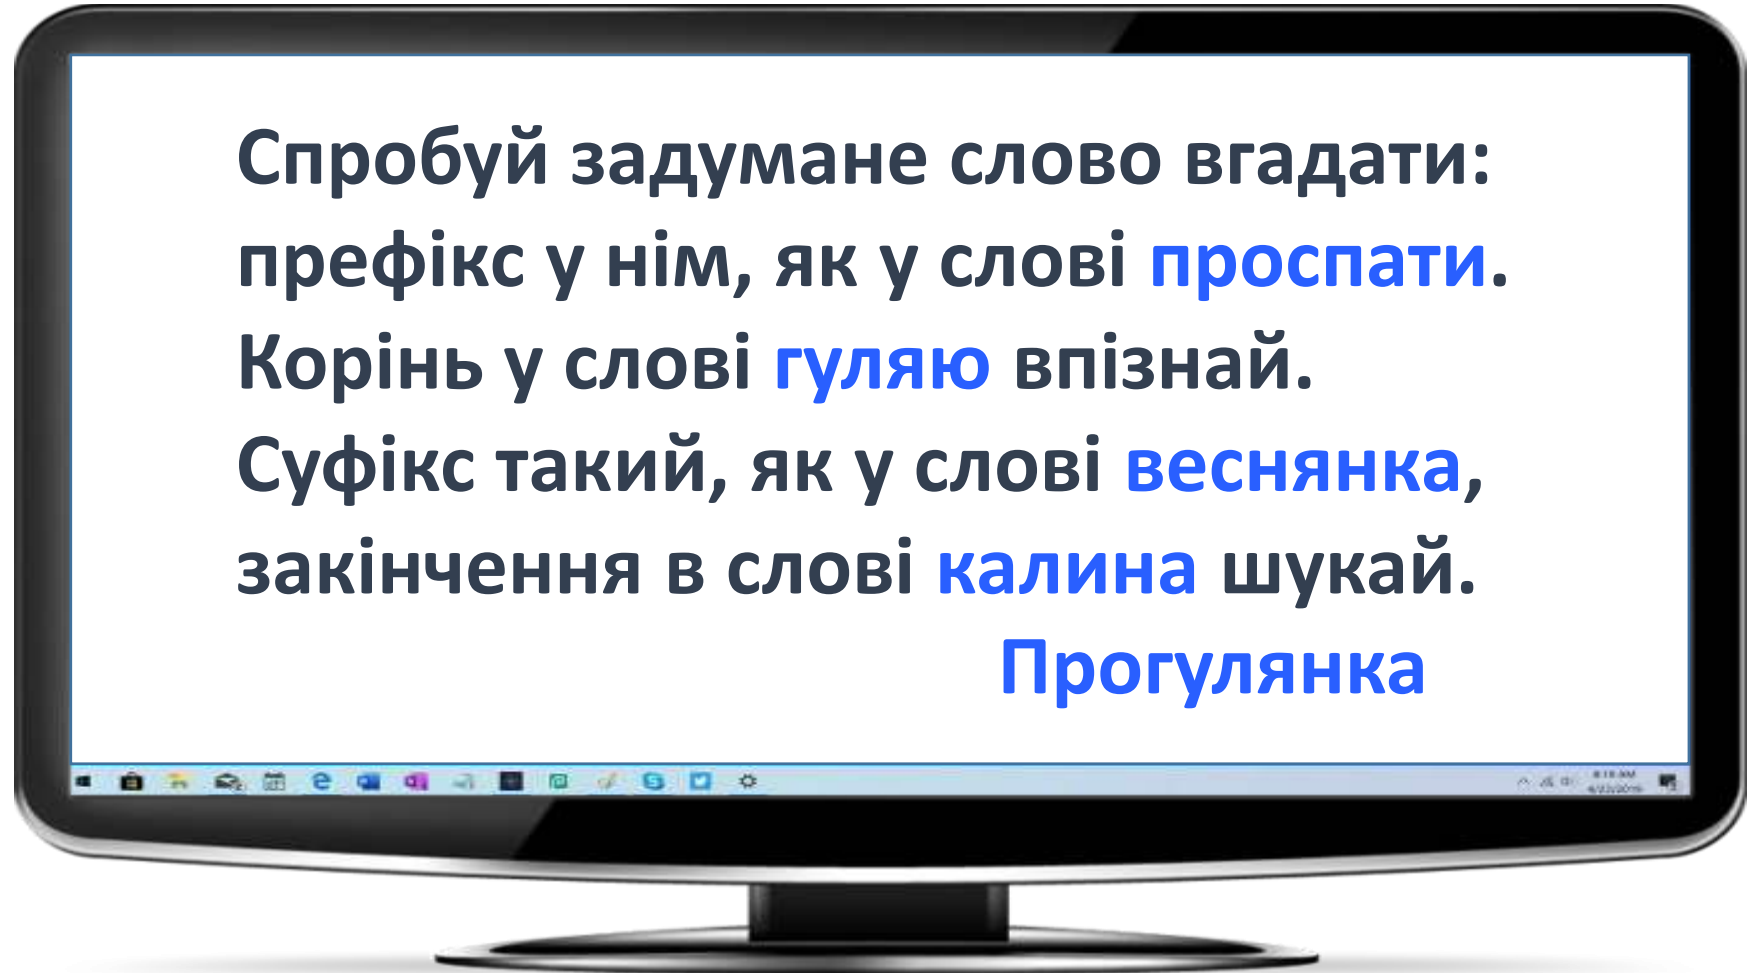 Спробуй задумане слово вгадати:
префікс у нім, як у слові проспати.
Корінь у слові гуляю впізнай.
Суфікс такий, як у слові веснянка,
закінчення в слові калина шукай.
Прогулянка